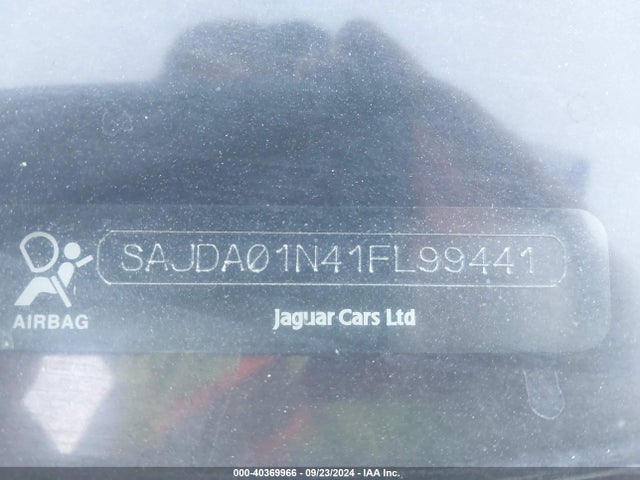 SAJDA01N41FL99441
AIRBAG
Jaguar Cars Ltd
000-40369966 - 09/23/2024 - IAA Inc.